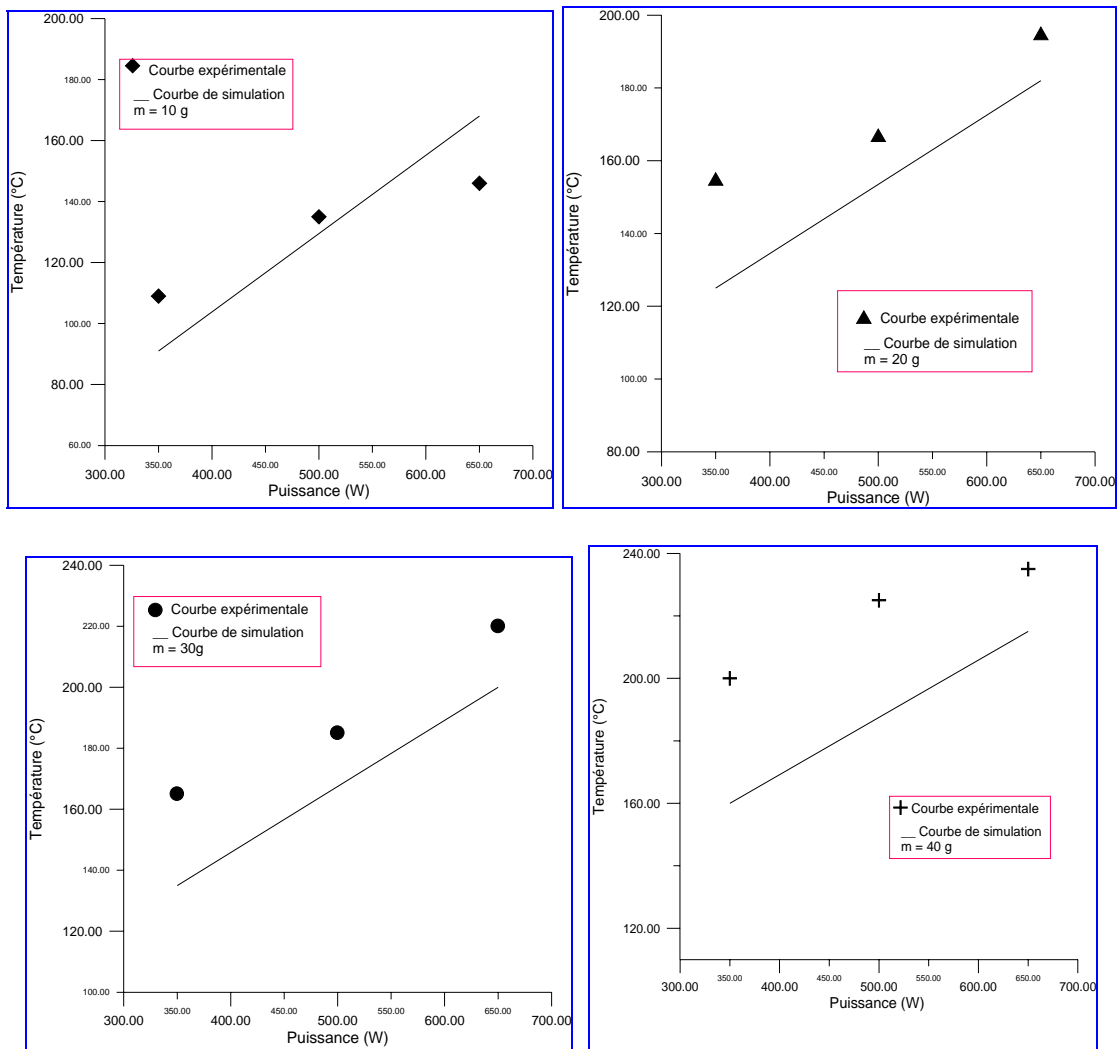 200.00
180.00
160.00
140.00
120.00
100.00
80.00
60.00
Température (°C)
Courbe expérimentale
__ Courbe de simulation
m = 10 g
300.00 350.00 400.00 450.00 500.00 550.00 600.00 650.00 700.00
Puissance (W)
200.00
180.00
160.00
140.00
120.00
100.00
80.00
Température (°C)
Courbe expérimentale
__ Courbe de simulation
m = 20 g
300.00 350.00 400.00 450.00 500.00 550.00 600.00 650.00 700.00
Puissance (W)
240.00
220.00
200.00
180.00
160.00
140.00
120.00
100.00
Température (°C)
Courbe expérimentale
__ Courbe de simulation
m = 30g
300.00 350.00 400.00 450.00 500.00 550.00 600.00 650.00 700.00
Puissance (W)
240.00
200.00
160.00
120.00
Température (°C)
Courbe expérimentale
__ Courbe de simulation
m = 40 g
300.00 350.00 400.00 450.00 500.00 550.00 600.00 650.00 700.00
Puissance (W)